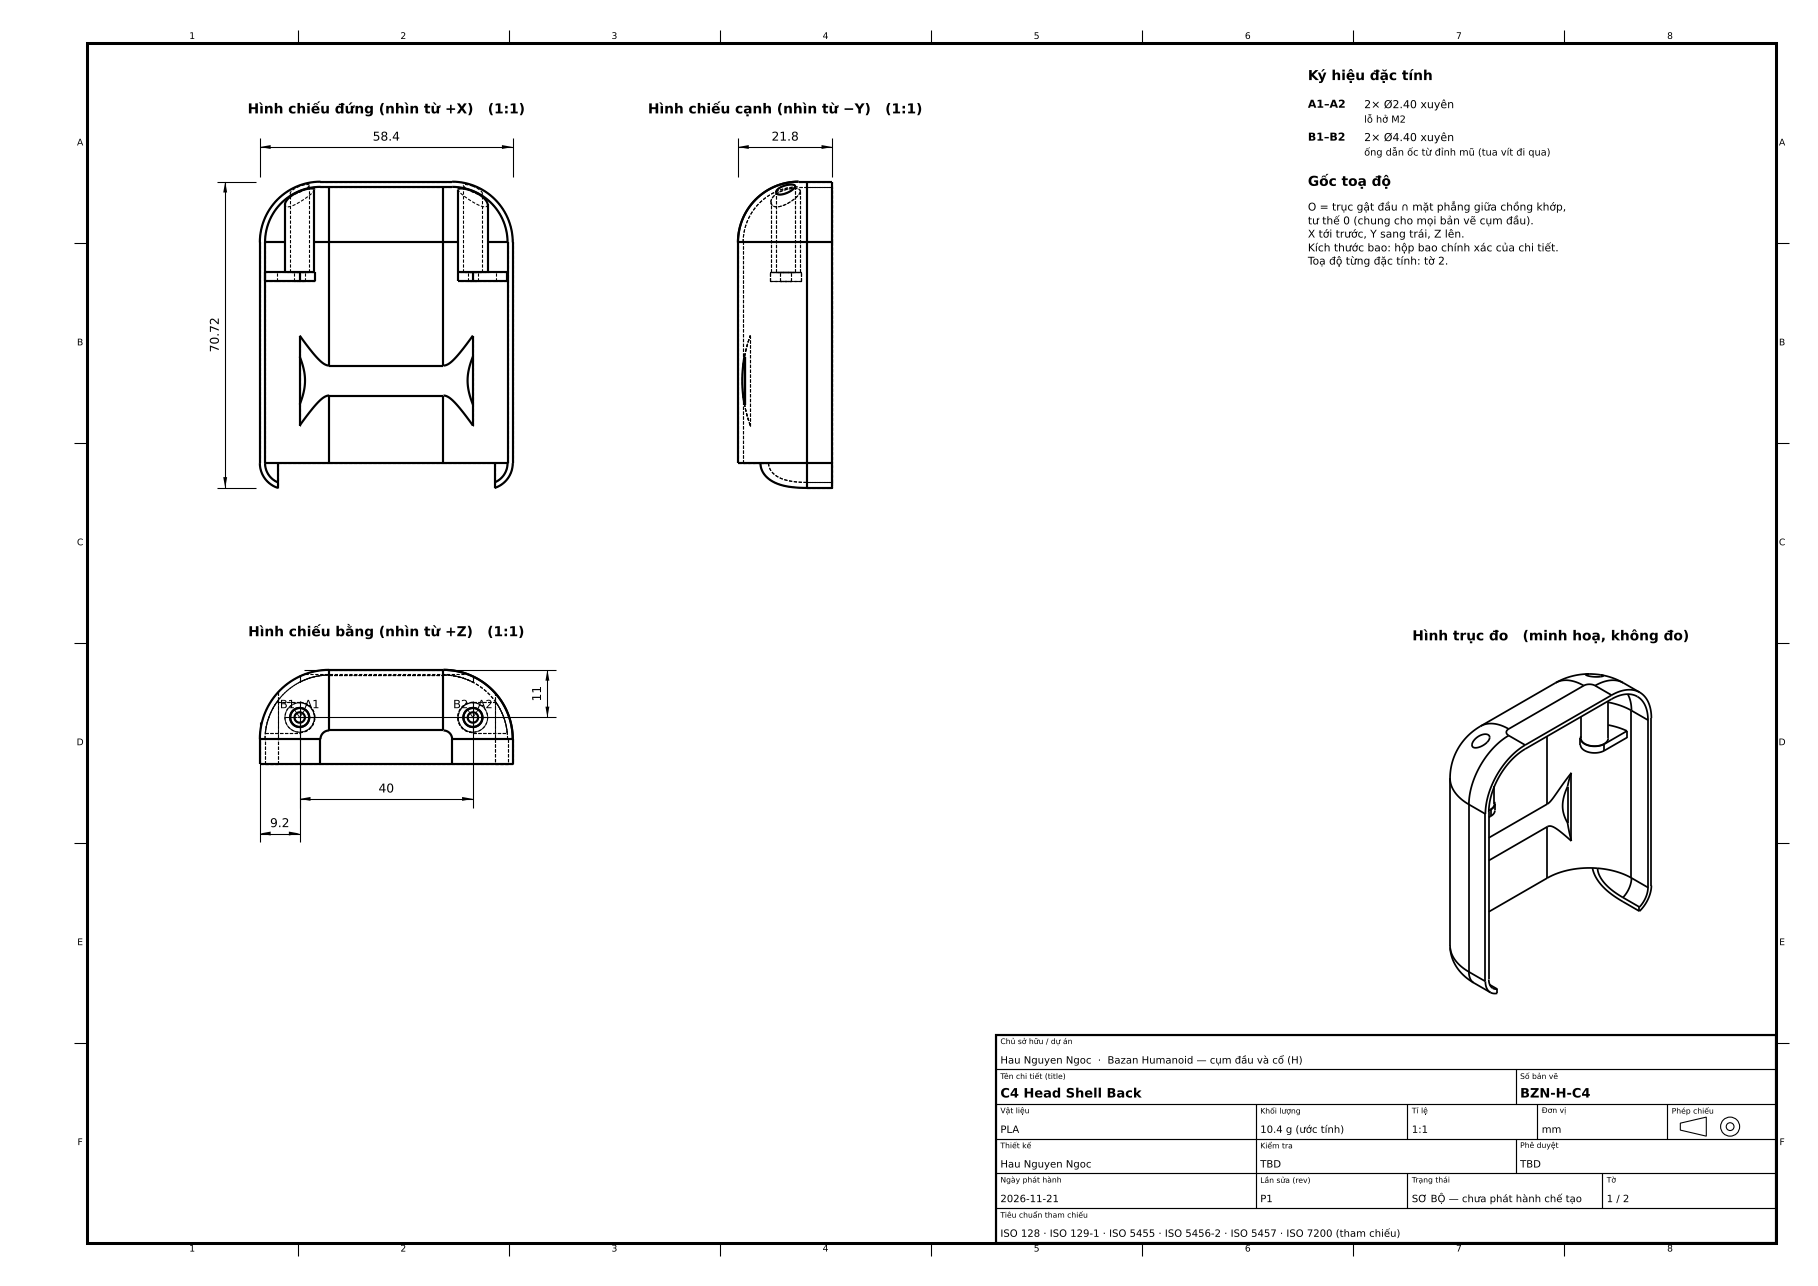 1 2 3 4 5 6 7 8
Ký hiệu đặc tính
Hình chiếu đứng (nhìn từ +X) (1:1)
Hình chiếu cạnh (nhìn từ −Y) (1:1)
A1–A2 2× Ø2.40 xuyên
lỗ hở M2
B1–B2 2× Ø4.40 xuyên
ống dẫn ốc từ đỉnh mũ (tua vít đi qua)
58.4
21.8
A A
Gốc toạ độ
O = trục gật đầu ∩ mặt phẳng giữa chồng khớp,
tư thế 0 (chung cho mọi bản vẽ cụm đầu).
X tới trước, Y sang trái, Z lên.
Kích thước bao: hộp bao chính xác của chi tiết.
Toạ độ từng đặc tính: tờ 2.
70.72
B B
C C
Hình chiếu bằng (nhìn từ +Z) (1:1)
Hình trục đo (minh hoạ, không đo)
11
B1 A1 B2 A2
D D
40
9.2
E E
Chủ sở hữu / dự án
Hau Nguyen Ngoc · Bazan Humanoid — cụm đầu và cổ (H)
Tên chi tiết (title) Số bản vẽ
C4 Head Shell Back BZN-H-C4
Vật liệu Khối lượng Tỉ lệ Đơn vị Phép chiếu
PLA 10.4 g (ước tính) 1:1 mm
F F
Thiết kế Kiểm tra Phê duyệt
Hau Nguyen Ngoc TBD TBD
Ngày phát hành Lần sửa (rev) Trạng thái Tờ
2026-11-21 P1 SƠ BỘ — chưa phát hành chế tạo 1 / 2
Tiêu chuẩn tham chiếu
ISO 128 · ISO 129-1 · ISO 5455 · ISO 5456-2 · ISO 5457 · ISO 7200 (tham chiếu)
1 2 3 4 5 6 7 8